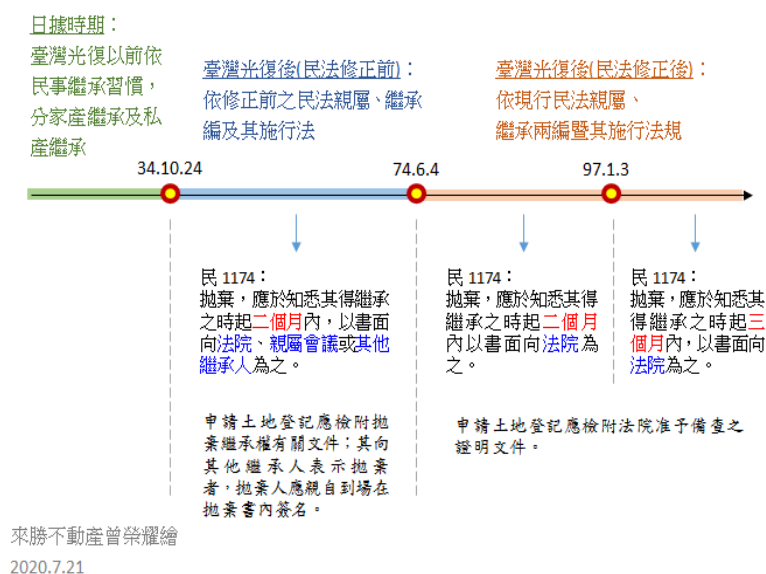 日據時期：
臺灣光復以前依
民事繼承習慣，
分家產繼承及私
產繼承
臺灣光復後(民法修正前)：
依修正前之民法親屬、繼承
編及其施行法
臺灣光復後(民法修正後)：
依現行民法親屬、
繼承兩編暨其施行法規
34.10.24
74.6.4
97.1.3
民 1174：
拋棄，應於知悉其得繼承
之時起二個月內，以書面
向法院、親屬會議或其他
繼承人為之。
民 1174：
拋棄，應於知悉其得
繼承之時起二個月
內以書面向法院為
之。
民 1174：
拋棄，應於知悉其
得繼承之時起三
個月內，以書面向
法院為之。
申請土地登記應檢附拋
棄繼承權有關文件；其向
其他繼承人表示拋棄
者，拋棄人應親自到場在
拋棄書內簽名。
申請土地登記應檢附法院准予備查之
證明文件。
來勝不動產曾榮耀繪
2020.7.21